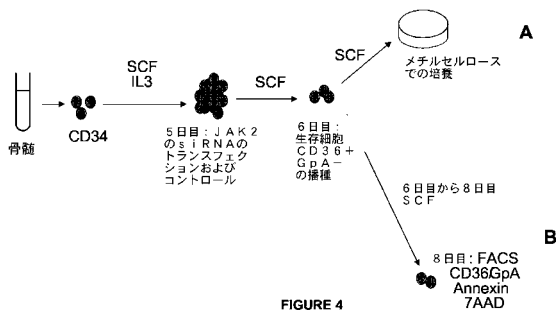 A
SCF
メチルセルロース
での培養
SCF
IL3
SCF
骨髄
CD34
5日目：JAK2
のsiRNAの
トランスフェク
ションおよび
コントロール
6日目：
生存細胞
CD36＋
GpA－
の播種
6日目から8日目
SCF
B
8日目：FACS
CD36,GpA
Annexin
7AAD
FIGURE 4